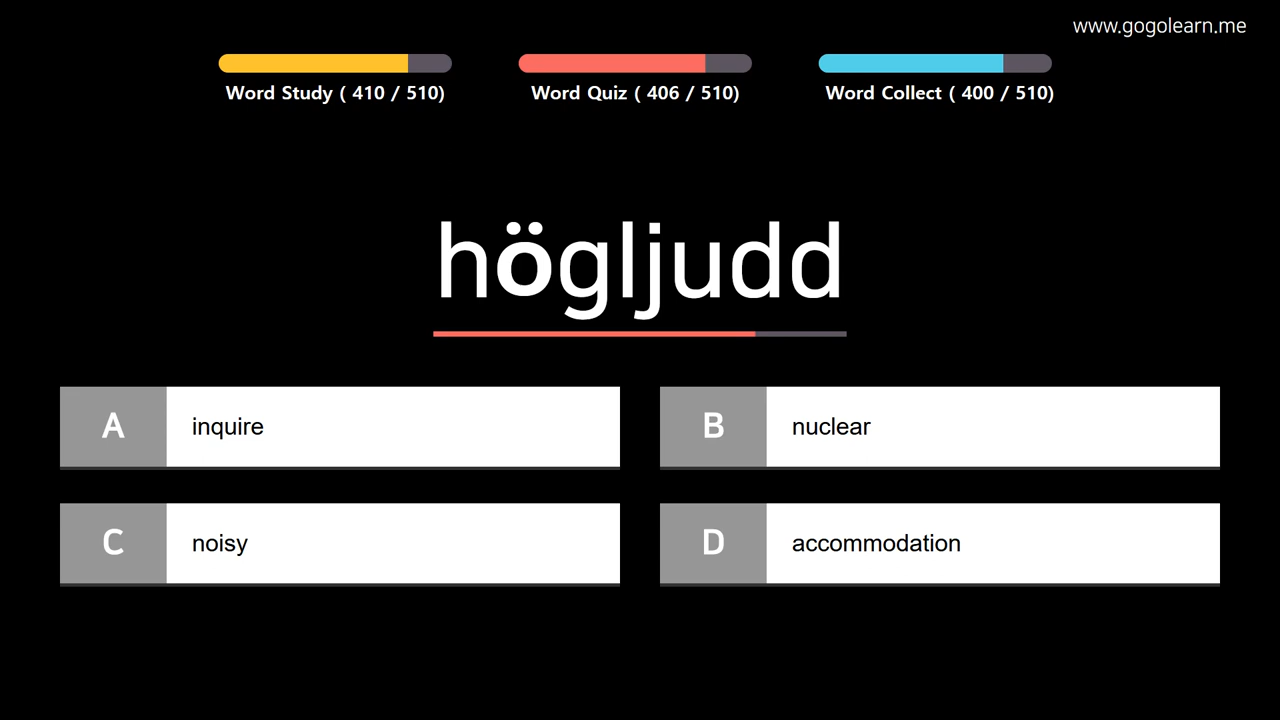 www.gogolearn.me
Word Study ( 410 / 510)
Word Quiz ( 406 / 510)
Word Collect ( 400 / 510)
högljudd
A inquire
B nuclear
C noisy
D accommodation